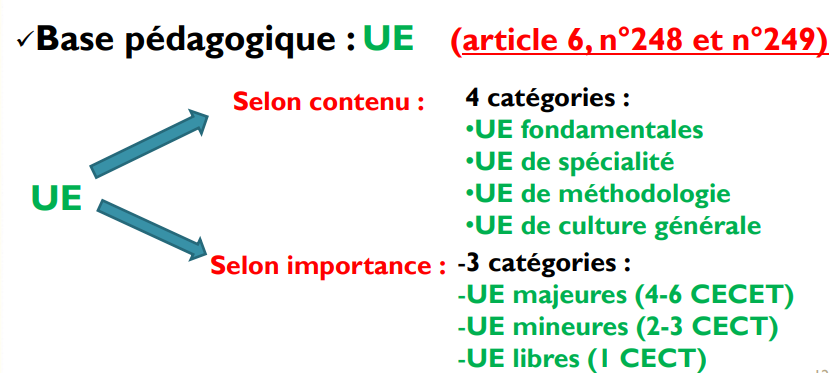 ✓Base pédagogique : UE (article 6, n°248 et n°249)
Selon contenu : 4 catégories :
•UE fondamentales
•UE de spécialité
•UE de méthodologie
•UE de culture générale
UE
Selon importance : -3 catégories :
-UE majeures (4-6 CECET)
-UE mineures (2-3 CECT)
-UE libres (1 CECT)